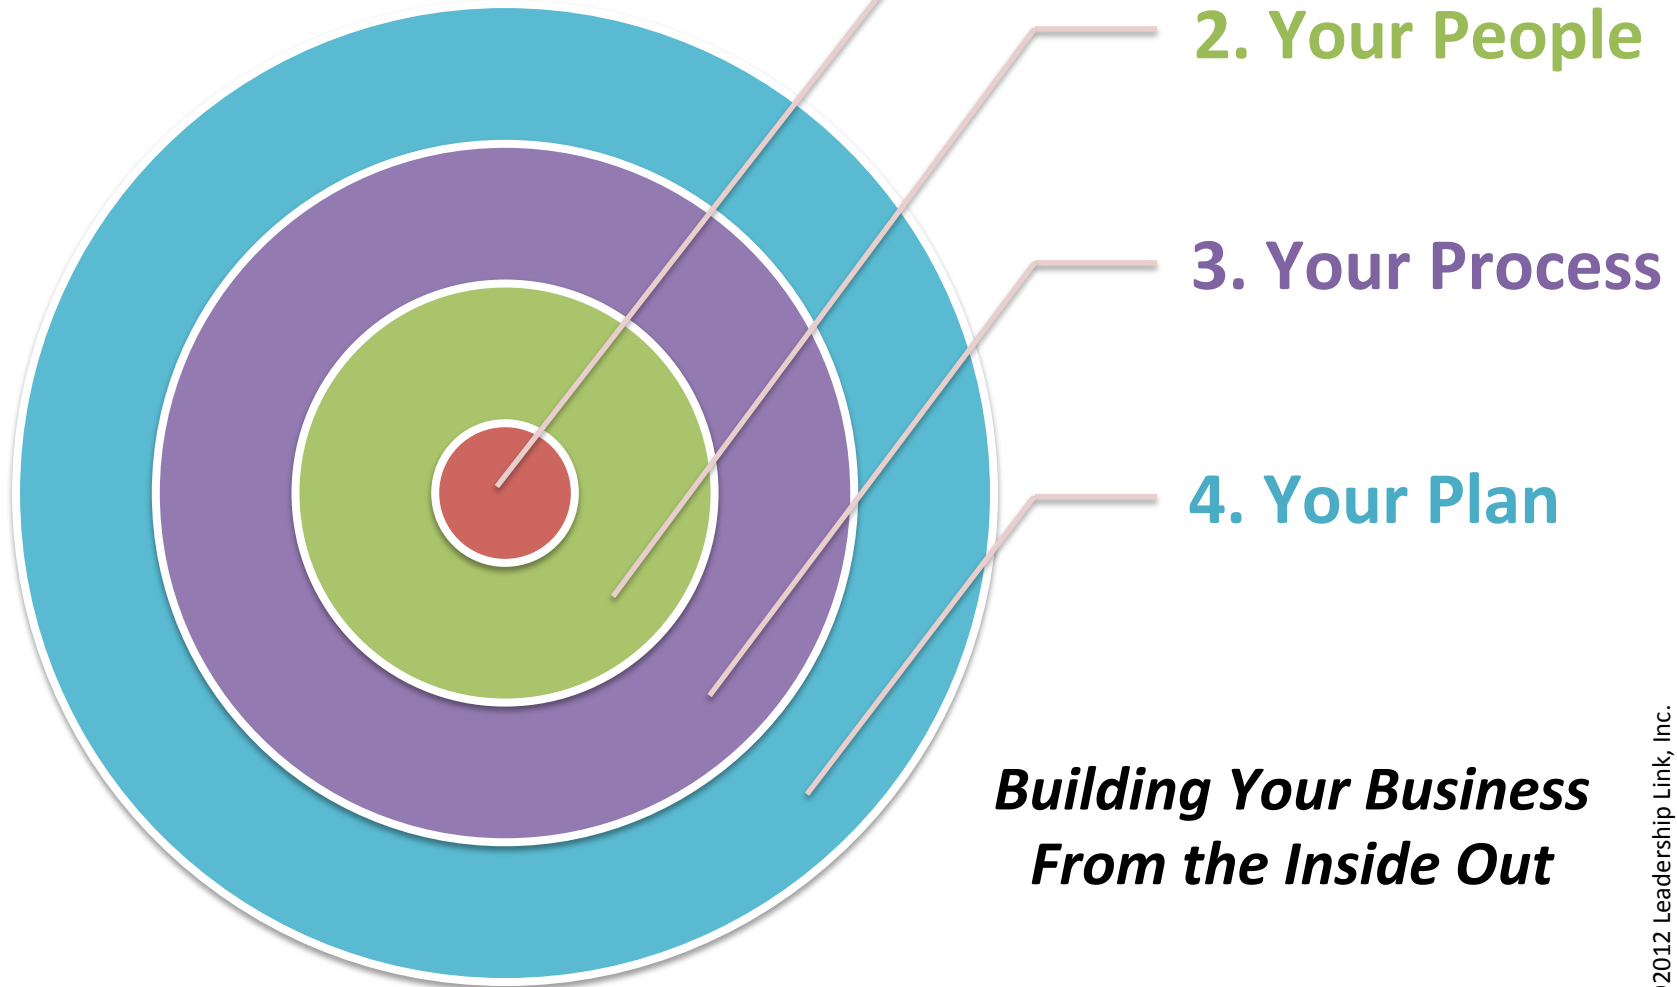 2. Your People
3. Your Process
4. Your Plan
Building Your Business
From the Inside Out
2012 Leadership Link, Inc.